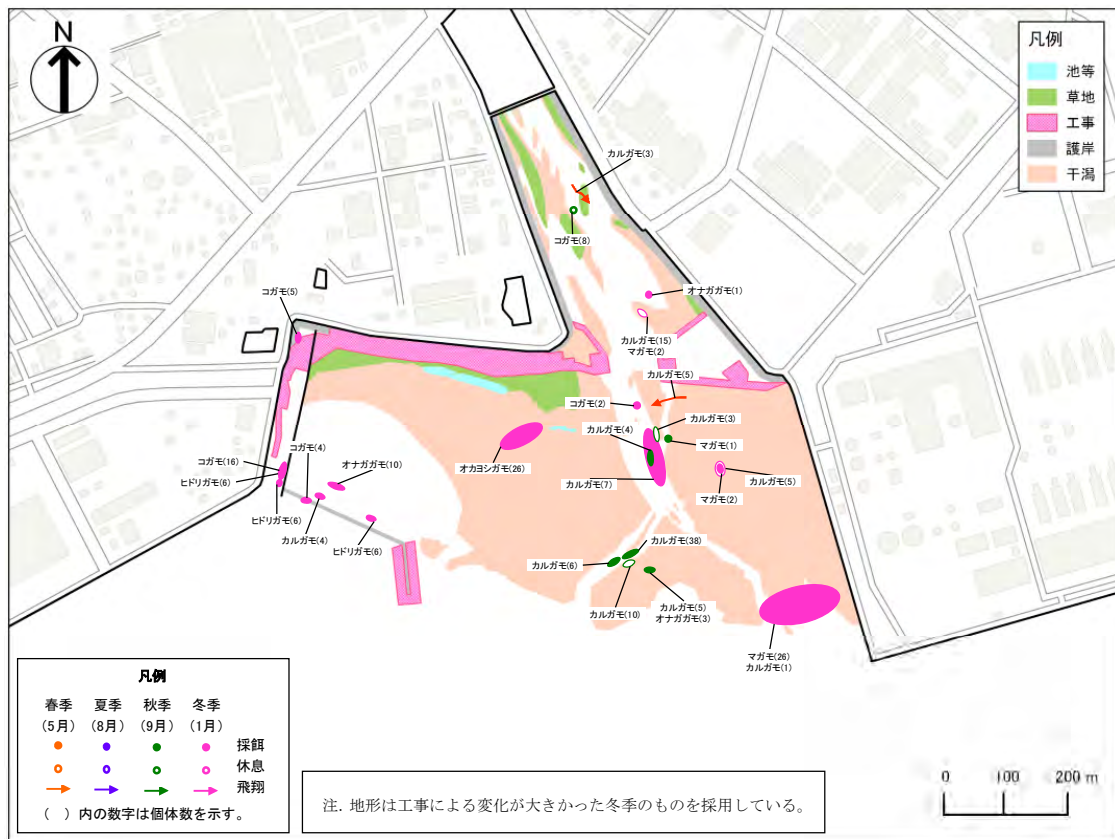 N
凡例
池等
草地
工事
護岸
干潟
カルガモ(3)
コガモ(8)
オナガガモ(1)
コガモ(5)
カルガモ(15)
マガモ(2)
カルガモ(5)
コガモ(2)
カルガモ(3)
カルガモ(4)
マガモ(1)
コガモ(4)
オナガガモ(10)
コガモ(16)
オカヨシガモ(26)
カルガモ(7)
カルガモ(5)
ヒドリガモ(6)
マガモ(2)
ヒドリガモ(6)
カルガモ(4)
ヒドリガモ(6)
カルガモ(38)
カルガモ(6)
カルガモ(10)
カルガモ(5)
オナガガモ(3)
マガモ(26)
カルガモ(1)
凡例
春季 夏季 秋季 冬季
(5月) (8月) (9月) (1月)
採餌
休息
飛翔
( )内の数字は個体数を示す。
注. 地形は工事による変化が大きかった冬季のものを採用している。
0 100 200 m